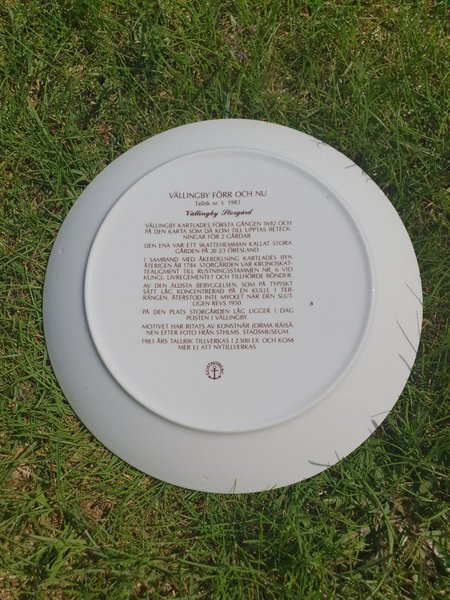 VÄLLINGBY FÖRR OCH NU
Tallrik nr. 5 1983
Vällingby Storgård
VÄLLINGBY KARTLADES FÖRSTA GÅNGEN 1692 OCH
PÅ DEN KARTA SOM DÅ KOM TILL UPPTAS BETECK-
NINGAR FÖR 2 GÅRDAR.
DEN ENA VAR ETT SKATTEHEMMAN KALLAT STORA
GÅRDEN PÅ 20 2/3 ÖRESLAND.
I SAMBAND MED ÅKERDELNING KARTLADES BYN
ÅTERIGEN ÅR 1784. STORGÅRDEN VAR KRONOSKAT-
TEAUGMENT TILL RUSTNINGSSTAMMEN NR. 6 VID
KUNGL. LIVREGEMENTET OCH TILLHÖRDE BÖNDER.
AV DEN ÄLDSTA BEBYGGELSEN, SOM PÅ TYPISKT
SÄTT LÅG KONCENTRERAD PÅ EN KULLE I TER-
RÄNGEN, ÅTERSTOD INTE MYCKET NÄR DEN SLUT-
LIGEN REVS 1950.
PÅ DEN PLATS STORGÅRDEN LÅG LIGGER I DAG
POSTEN I VÄLLINGBY.
MOTIVET HAR RITATS AV KONSTNÄR JORMA RÄISÄ-
NEN EFTER FOTO FRÅN STHLMS. STADSMUSEUM.
1983 ÅRS TALLRIK TILLVERKAS I 2.500 EX OCH KOM-
MER EJ ATT NYTILLVERKAS.
GUSTAVSBERG